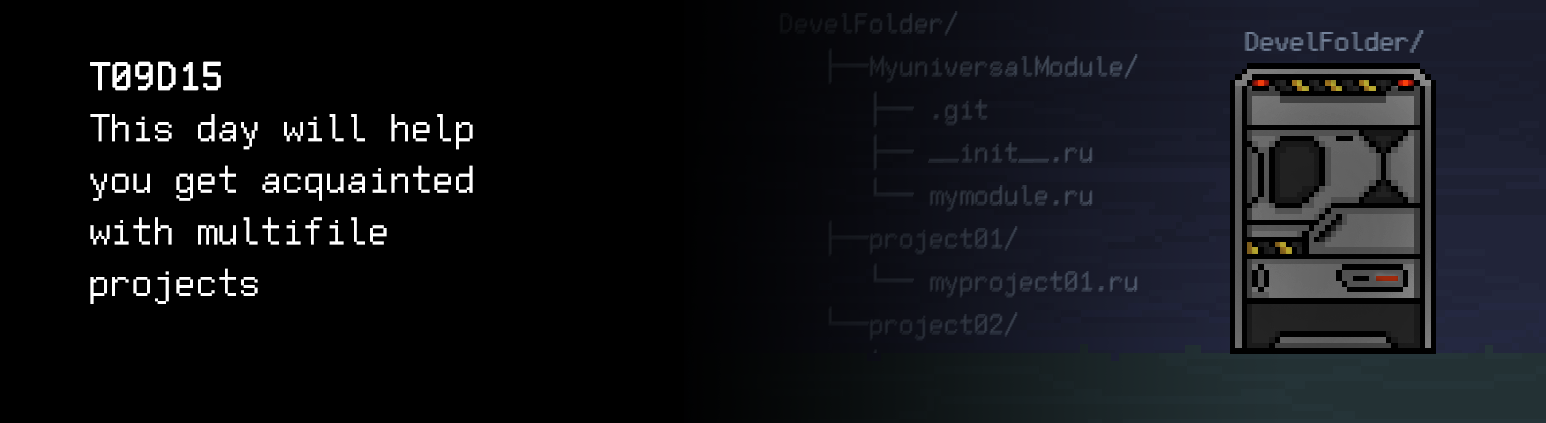 T09D15
This day will help
you get acquainted
with multifile
projects
DevelFolder/
├──MyuniversalModule/
├── .git
├── __init__.ru
└── mymodule.ru
├──project01/
└── myproject01.ru
└──project02/
DevelFolder/